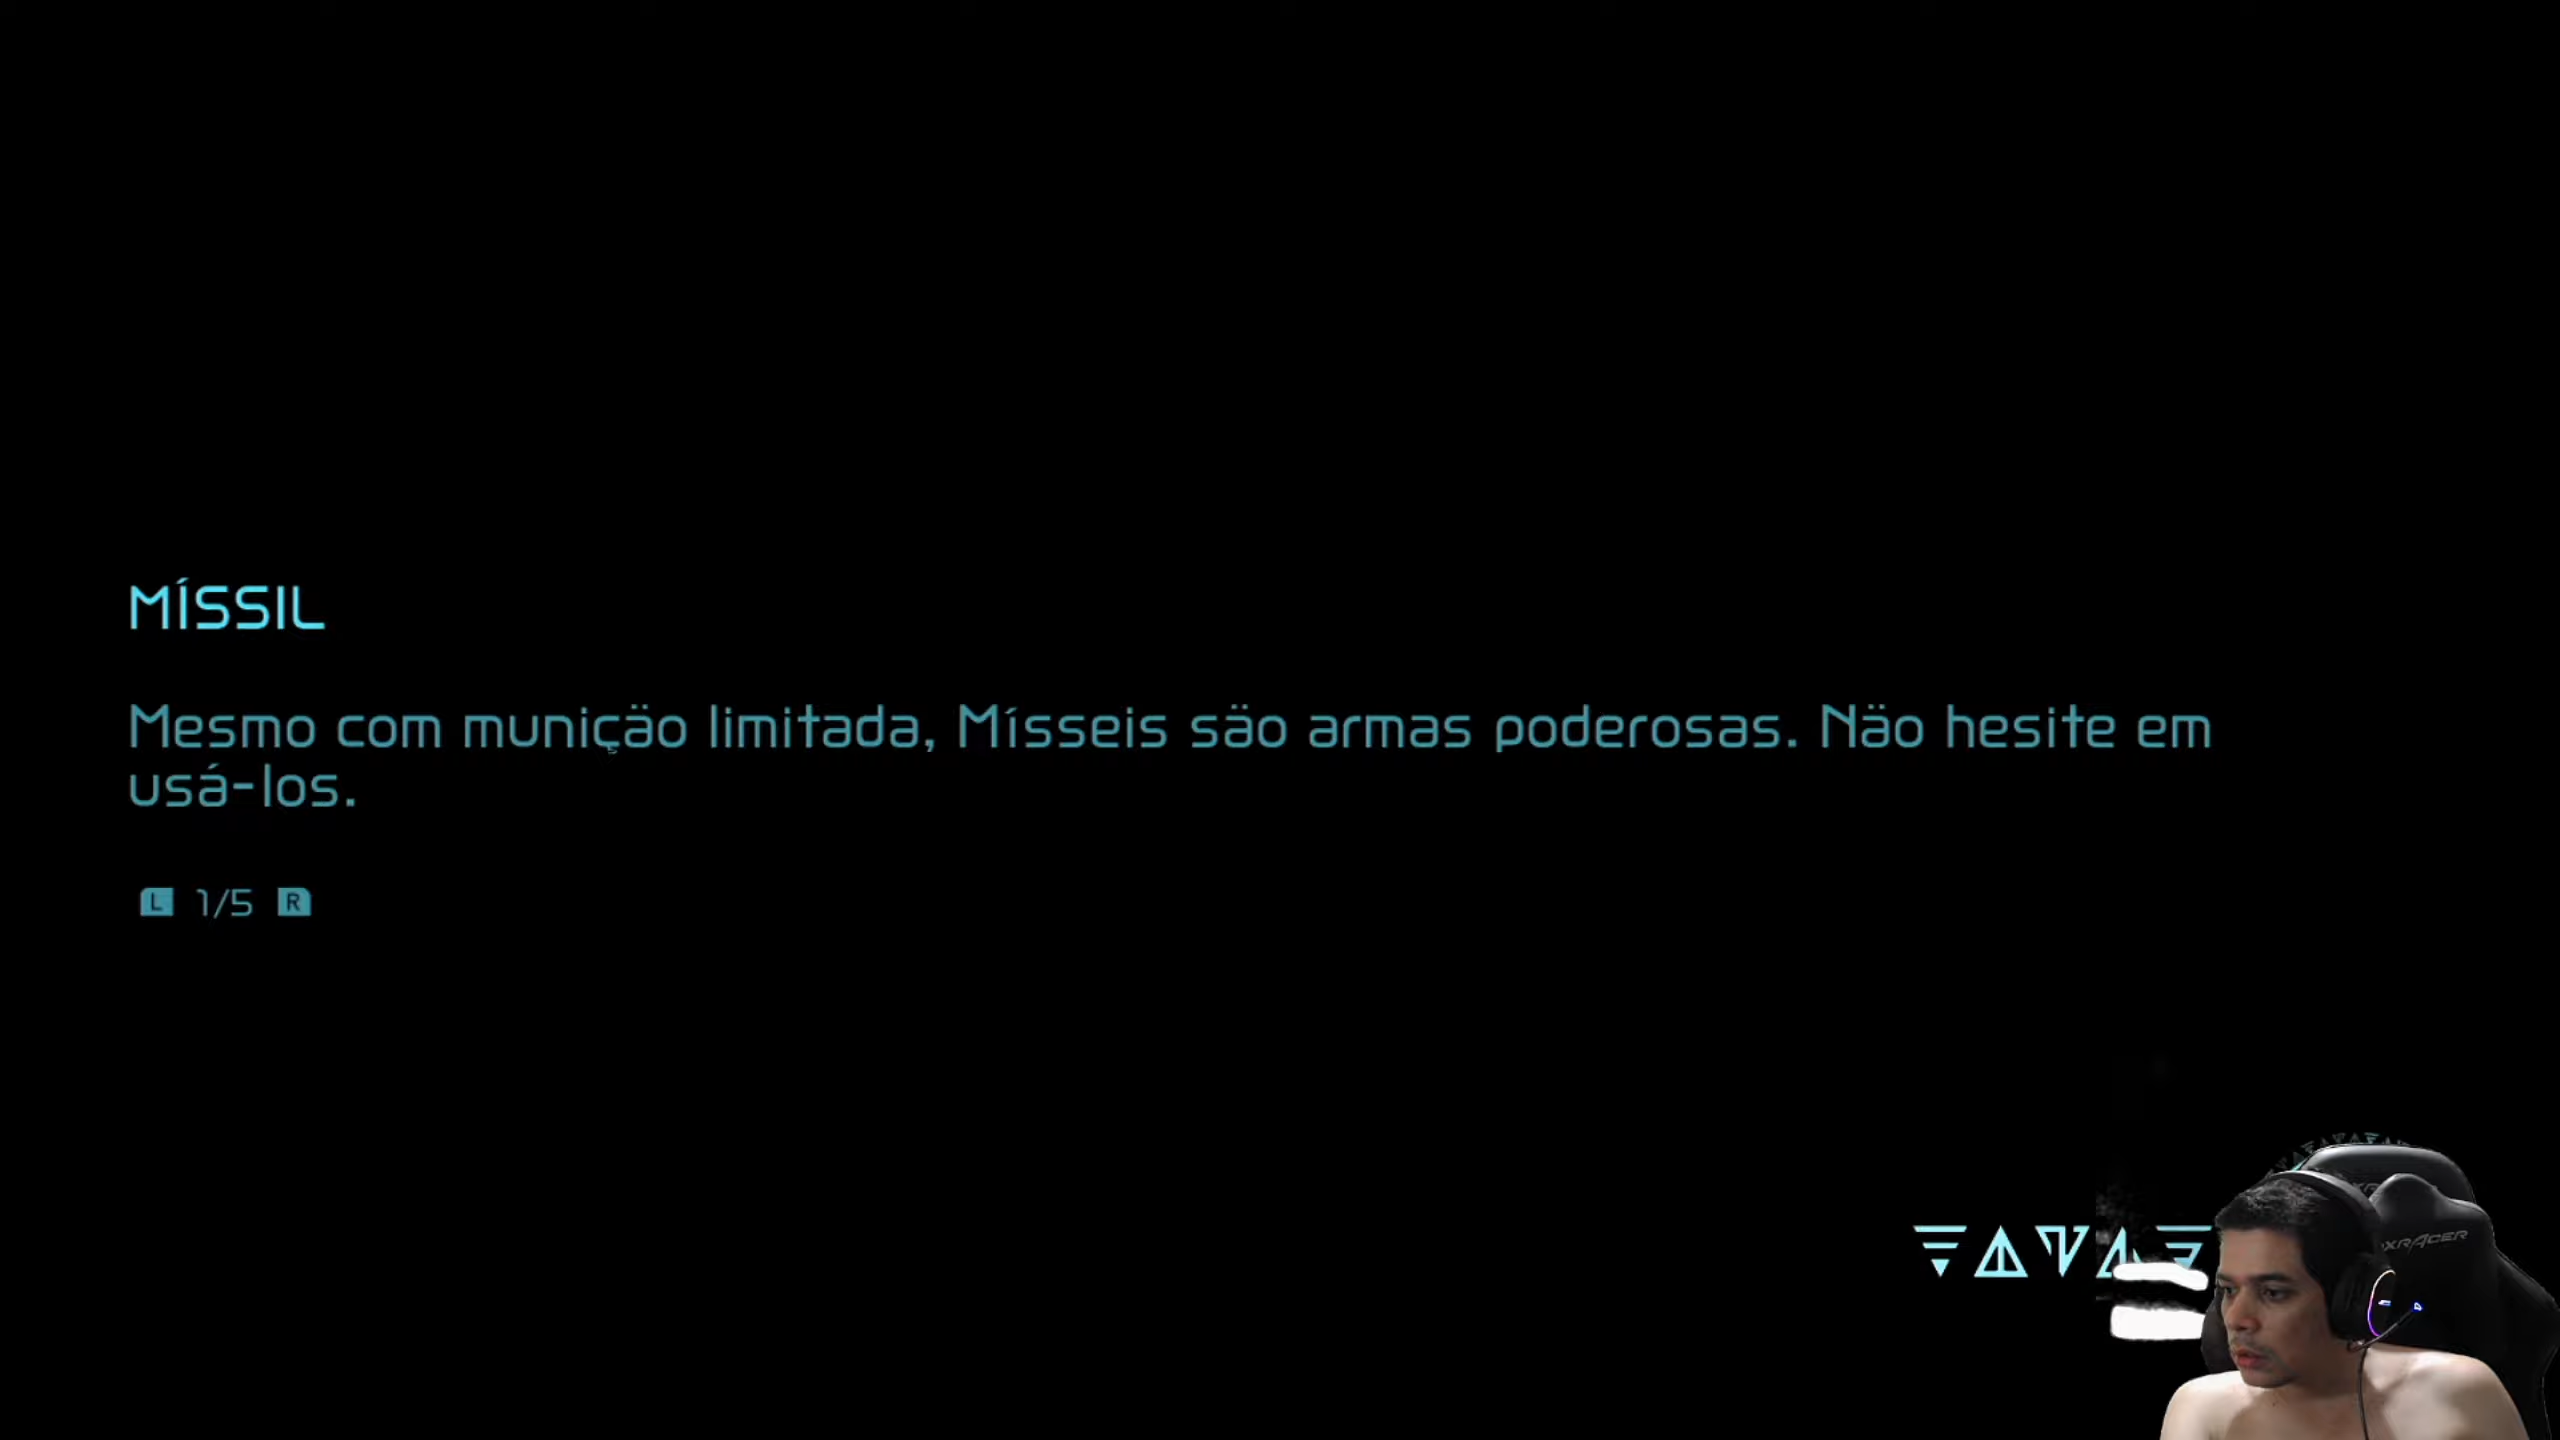 MÍSSIL
Mesmo com munição limitada, Mísseis são armas poderosas. Não hesite em
usá-los.
L 1/5 R